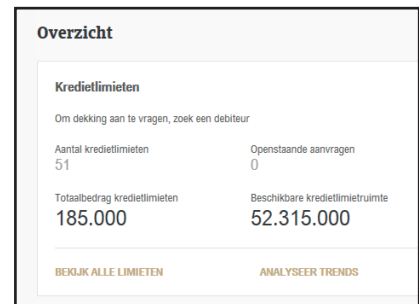 Overzicht
Kredietlimieten
Om dekking aan te vragen, zoek een debiteur
Aantal kredietlimieten
51
Openstaande aanvragen
0
Totaalbedrag kredietlimieten
185.000
Beschikbare kredietlimietruimte
52.315.000
BEKIJK ALLE LIMIETEN
ANALYSEER TRENDS